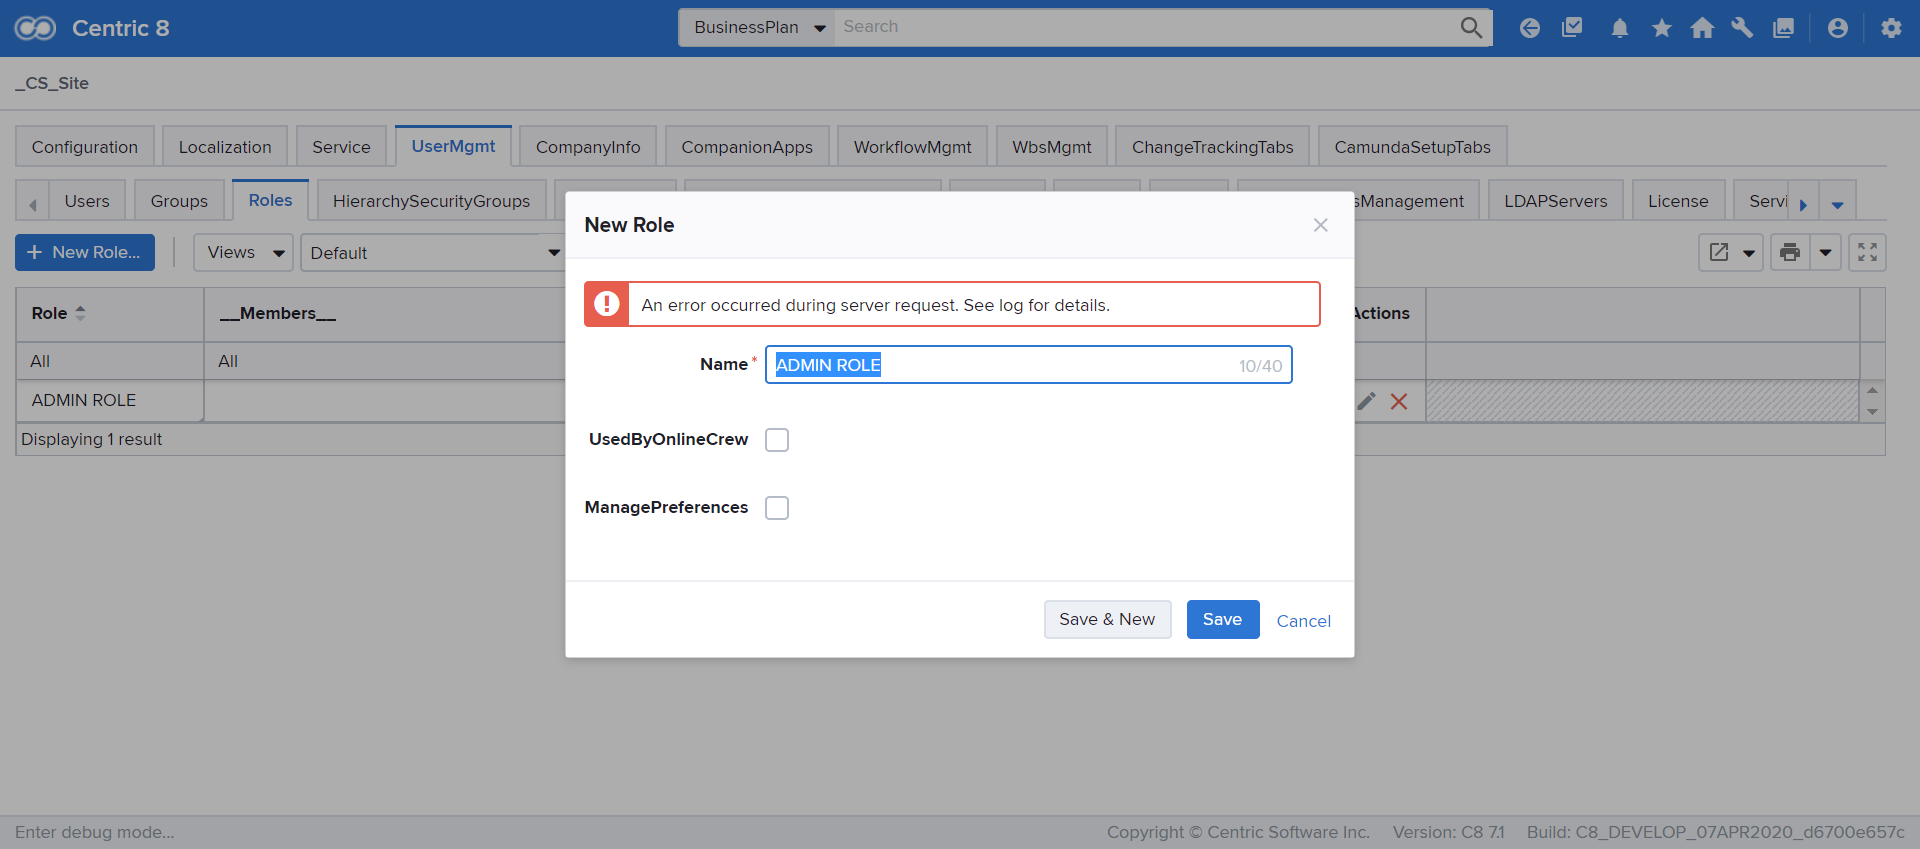 Centric 8
BusinessPlan
Search
_CS_Site
Configuration
Localization
Service
UserMgmt
CompanyInfo
CompanionApps
WorkflowMgmt
WbsMgmt
ChangeTrackingTabs
CamundaSetupTabs
Users
Groups
Roles
HierarchySecurityGroups
sManagement
LDAPServers
License
Servi
+ New Role...
Views
Default
Role
__Members__
Actions
All
All
ADMIN ROLE
Displaying 1 result
New Role
An error occurred during server request. See log for details.
Name *
ADMIN ROLE
10/40
UsedByOnlineCrew
ManagePreferences
Save & New
Save
Cancel
Enter debug mode...
Copyright © Centric Software Inc.
Version: C8 7.1
Build: C8_DEVELOP_07APR2020_d6700e657c